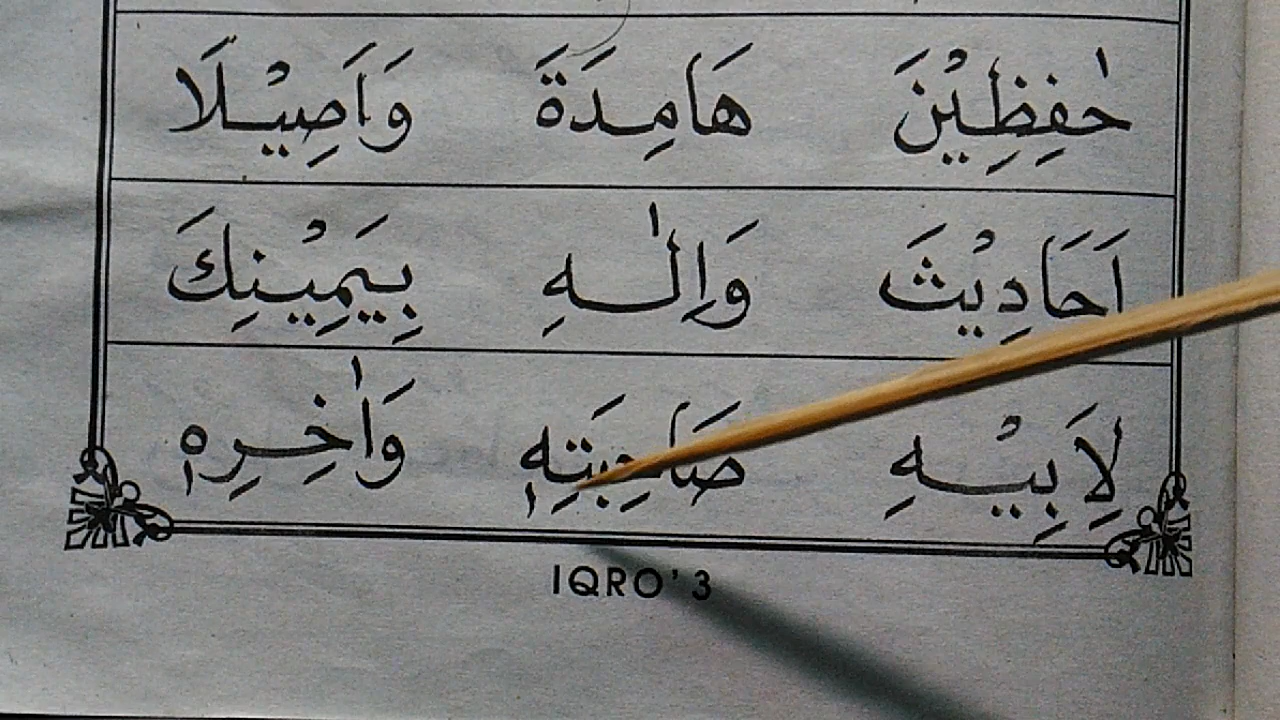 حٰفِظِيْنَ هَامِدَةَ وَاَصِيْلَا
اَحَادِيْثَ وَاِلٰهِ بِيَمِيْنِكَ
لِاَبِيْهِ صَاحِبَتِهٖ وَاٰخِرِهٖ
IQRO' 3